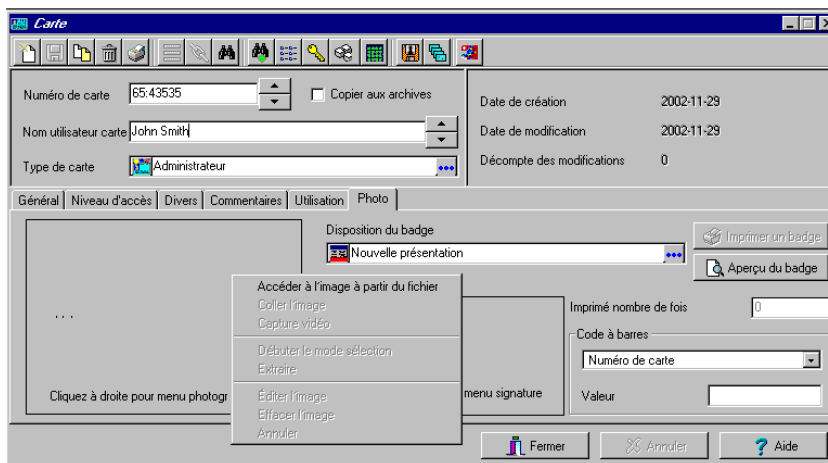 Carte
Numéro de carte 65:43535 Copier aux archives
Nom utilisateur carte John Smith
Type de carte Administrateur
Date de création 2002-11-29
Date de modification 2002-11-29
Décompte des modifications 0
Général Niveau d'accès Divers Commentaires Utilisation Photo
Disposition du badge
Nouvelle présentation
Imprimer un badge
Aperçu du badge
...
Cliquez à droite pour menu photogr
Accéder à l'image à partir du fichier
Coller l'image
Capture vidéo
Débuter le mode sélection
Extraire
Éditer l'image
Effacer l'image
Annuler
menu signature
Imprimé nombre de fois 0
Code à barres
Numéro de carte
Valeur
Fermer Annuler Aide